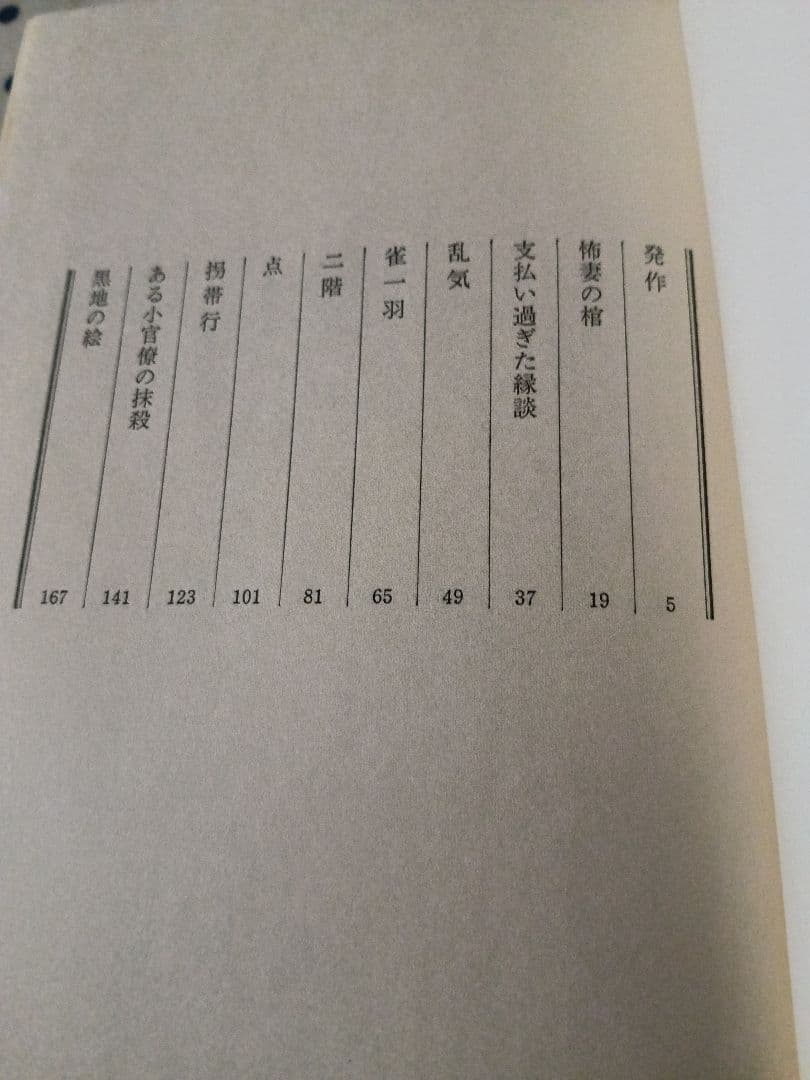 発作 5
怖妻の棺 19
支払い過ぎた縁談 37
乱気 49
雀一羽 65
二階 81
点 101
拐帯行 123
ある小官僚の抹殺 141
黒地の絵 167